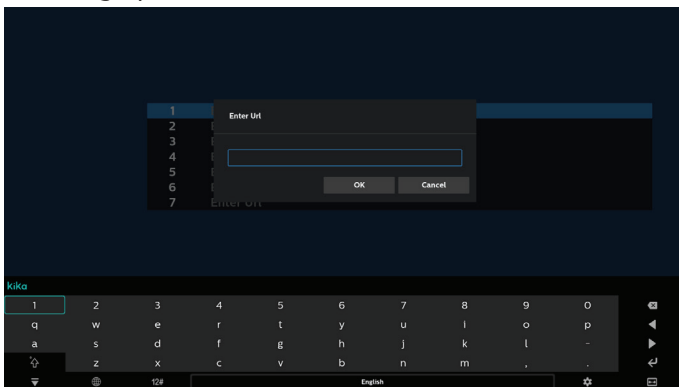 Enter Url
1
2
3
4
5
6
OK Cancel
7 Enter Url
kika
1 2 3 4 5 6 7 8 9 0
q w e r t y u i o p
a s d f g h j k l -
z x c v b n m , .
12# English